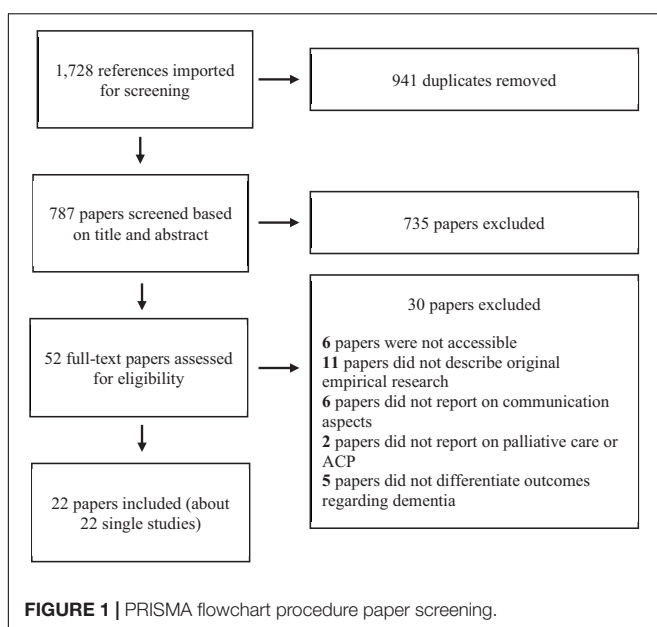 1,728 references imported
for screening
941 duplicates removed
787 papers screened based
on title and abstract
735 papers excluded
52 full-text papers assessed
for eligibility
30 papers excluded
6 papers were not accessible
11 papers did not describe original
empirical research
6 papers did not report on communication
aspects
2 papers did not report on palliative care or
ACP
5 papers did not differentiate outcomes
regarding dementia
22 papers included (about
22 single studies)
FIGURE 1 | PRISMA flowchart procedure paper screening.